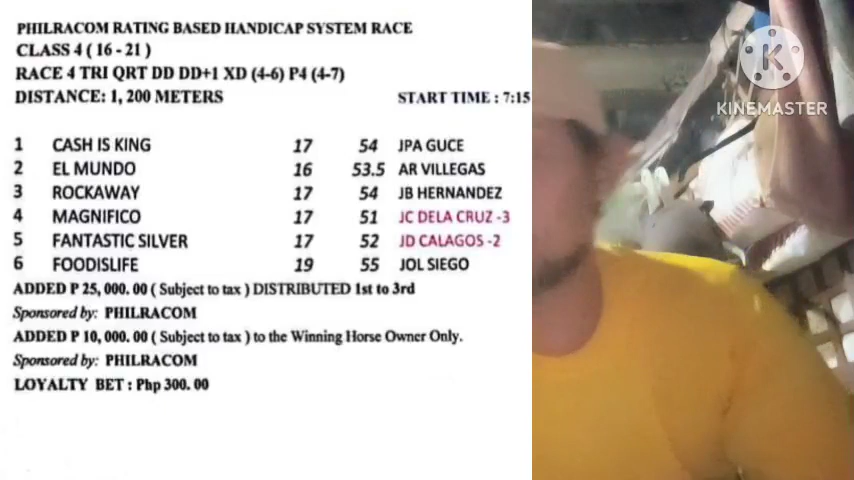 PHILRACOM RATING BASED HANDICAP SYSTEM RACE
CLASS 4 ( 16 - 21 )
RACE 4 TRI QRT DD DD+1 XD (4-6) P4 (4-7)
DISTANCE: 1, 200 METERS START TIME : 7:15
1 CASH IS KING 17 54 JPA GUCE
2 EL MUNDO 16 53.5 AR VILLEGAS
3 ROCKAWAY 17 54 JB HERNANDEZ
4 MAGNIFICO 17 51 JC DELA CRUZ -3
5 FANTASTIC SILVER 17 52 JD CALAGOS -2
6 FOODISLIFE 19 55 JOL SIEGO
ADDED P 25, 000. 00 ( Subject to tax ) DISTRIBUTED 1st to 3rd
Sponsored by: PHILRACOM
ADDED P 10, 000. 00 ( Subject to tax ) to the Winning Horse Owner Only.
Sponsored by: PHILRACOM
LOYALTY BET : Php 300. 00
K
KINEMASTER